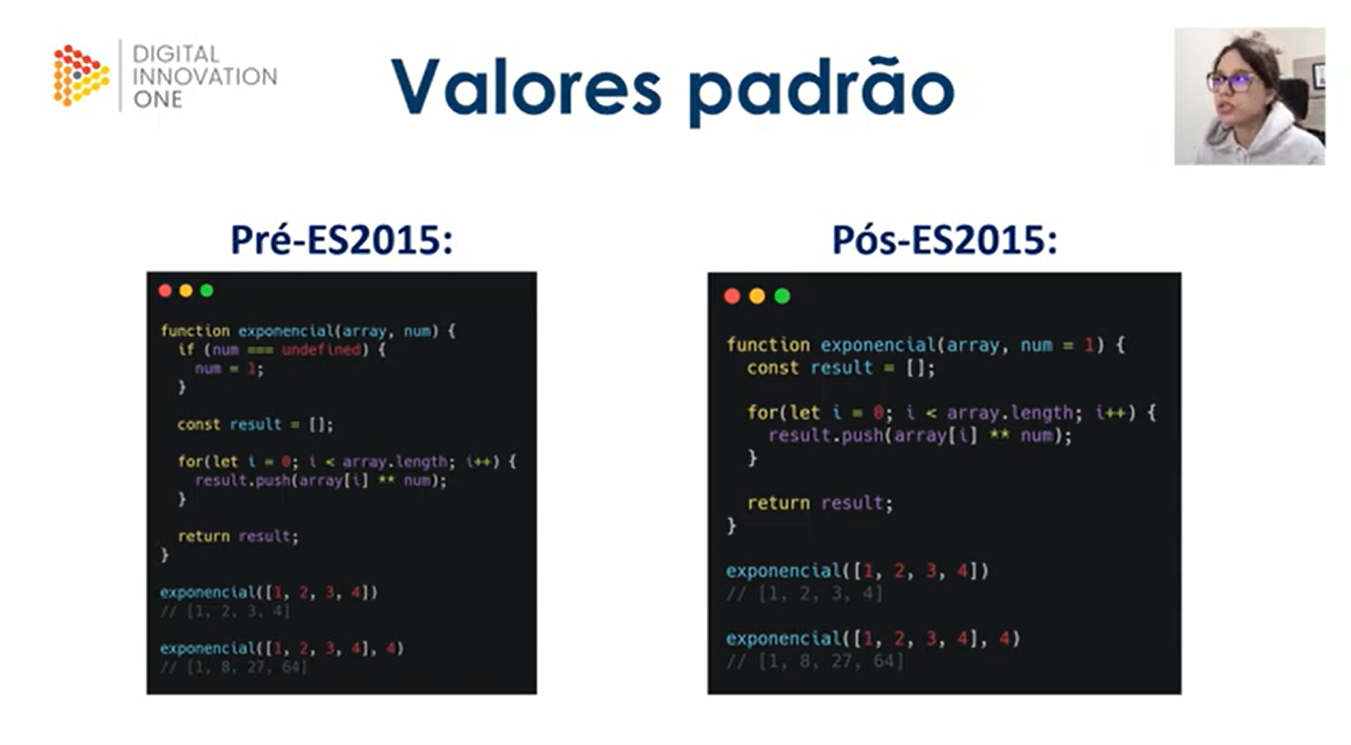 DIGITAL
INNOVATION
ONE
Valores padrão
Pré-ES2015:
function exponencial(array, num) {
if (num === undefined) {
num = 1;
}
const result = [];
for(let i = 0; i < array.length; i++) {
result.push(array[i] ** num);
}
return result;
}
exponencial([1, 2, 3, 4])
// [1, 2, 3, 4]
exponencial([1, 2, 3, 4], 4)
// [1, 8, 27, 64]
Pós-ES2015:
function exponencial(array, num = 1) {
const result = [];
for(let i = 0; i < array.length; i++) {
result.push(array[i] ** num);
}
return result;
}
exponencial([1, 2, 3, 4])
// [1, 2, 3, 4]
exponencial([1, 2, 3, 4], 4)
// [1, 8, 27, 64]